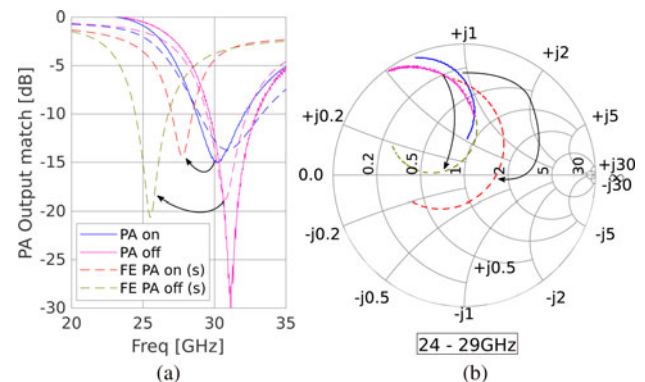 PA Output match [dB]
0
-5
-10
-15
-20
-25
-30
20
25
30
35
Freq [GHz]
PA on
PA off
FE PA on (s)
FE PA off (s)
(a)
+j1
+j2
+j5
+j30
-j30
-j5
-j2
-j1
-j0.5
-j0.2
0.0
+j0.2
0.2
0.5
1
2
5
30
+j0.5
24 - 29GHz
(b)